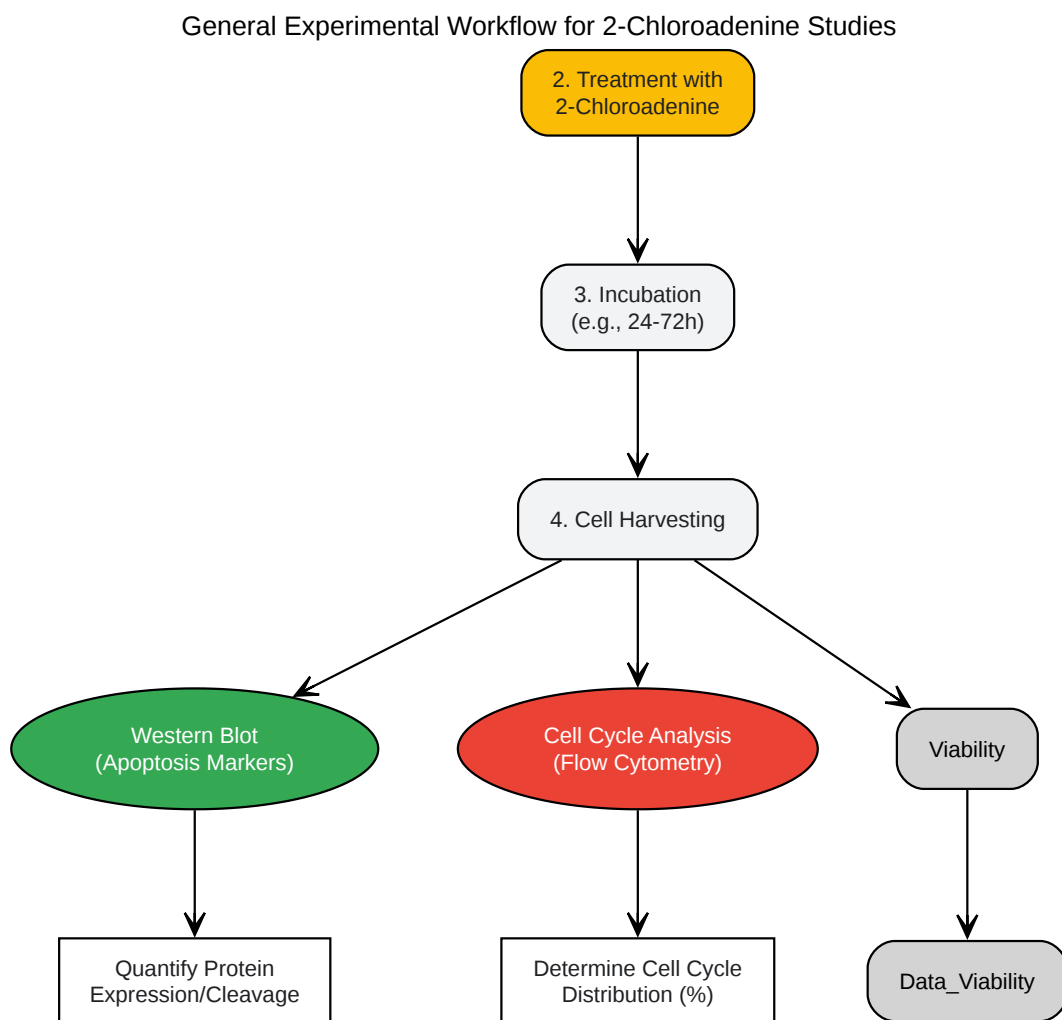 General Experimental Workflow for 2-Chloroadenine Studies
2. Treatment with
2-Chloroadenine
3. Incubation
(e.g., 24-72h)
4. Cell Harvesting
Western Blot
(Apoptosis Markers)
Cell Cycle Analysis
(Flow Cytometry)
Viability
Quantify Protein
Expression/Cleavage
Determine Cell Cycle
Distribution (%)
Data_Viability